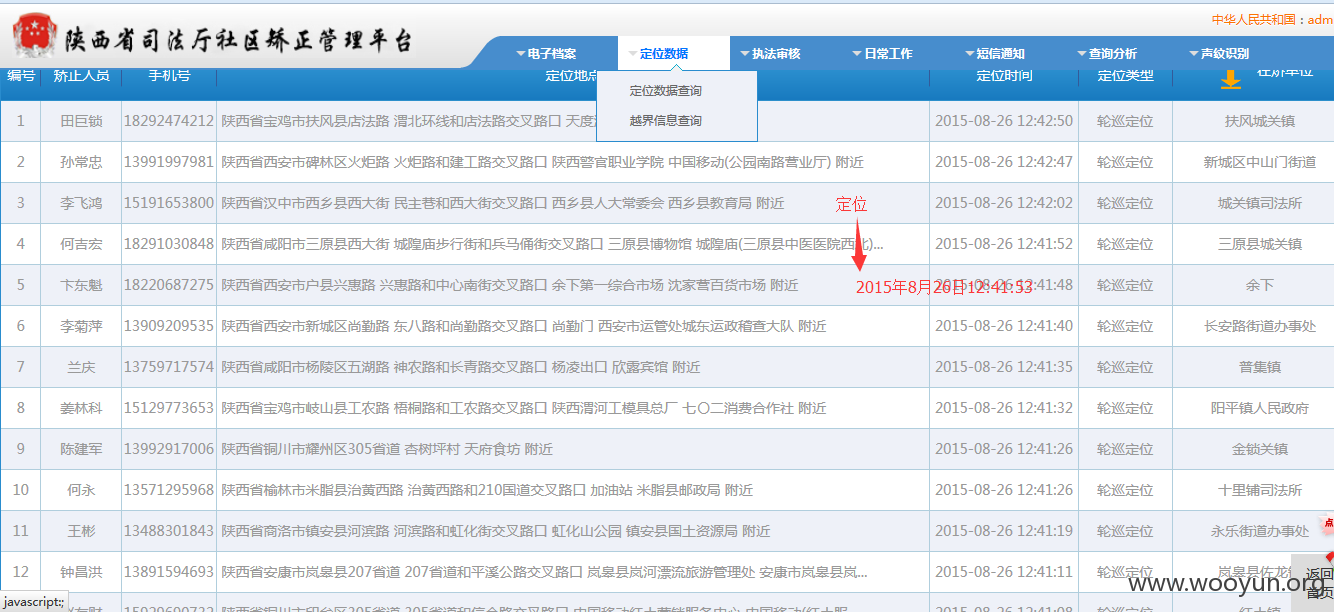 陕西省司法厅社区矫正管理平台
中华人民共和国：adm
电子档案 定位数据 执法审核 日常工作 短信通知 查询分析 声纹识别
编号 矫正人员 手机号 定位地点 定位时间 定位类型
定位数据查询
越界信息查询
1 田巨锁 18292474212 陕西省宝鸡市扶风县店法路 渭北环线和店法路交叉路口 天度 2015-08-26 12:42:50 轮巡定位 扶风城关镇
2 孙常忠 13991997981 陕西省西安市碑林区火炬路 火炬路和建工路交叉路口 陕西警官职业学院 中国移动(公园南路营业厅) 附近 2015-08-26 12:42:47 轮巡定位 新城区中山门街道
3 李飞鸿 15191653800 陕西省汉中市西乡县西大街 民主巷和西大街交叉路口 西乡县人大常委会 西乡县教育局 附近 2015-08-26 12:42:02 轮巡定位 城关镇司法所
定位
4 何吉宏 18291030848 陕西省咸阳市三原县西大街 城隍庙步行街和兵马俑街交叉路口 三原县博物馆 城隍庙(三原县中医医院西北)... 2015-08-26 12:41:52 轮巡定位 三原县城关镇
5 卞东魁 18220687275 陕西省西安市户县兴惠路 兴惠路和中心南街交叉路口 余下第一综合市场 沈家营百货市场 附近 2015-08-26 12:41:48 轮巡定位 余下
2015年8月26日12:41:53
6 李菊萍 13909209535 陕西省西安市新城区尚勤路 东八路和尚勤路交叉路口 尚勤门 西安市运管处城东运政稽查大队 附近 2015-08-26 12:41:40 轮巡定位 长安路街道办事处
7 兰庆 13759717574 陕西省咸阳市杨陵区五湖路 神农路和长青路交叉路口 杨凌出口 欣露宾馆 附近 2015-08-26 12:41:35 轮巡定位 普集镇
8 姜林科 15129773653 陕西省宝鸡市岐山县工农路 梧桐路和工农路交叉路口 陕西渭河工模具总厂 七〇二消费合作社 附近 2015-08-26 12:41:32 轮巡定位 阳平镇人民政府
9 陈建军 13992917006 陕西省铜川市耀州区305省道 杏树坪村 天府食坊 附近 2015-08-26 12:41:26 轮巡定位 金锁关镇
10 何永 13571295968 陕西省榆林市米脂县治黄西路 治黄西路和210国道交叉路口 加油站 米脂县邮政局 附近 2015-08-26 12:41:26 轮巡定位 十里铺司法所
11 王彬 13488301843 陕西省商洛市镇安县河滨路 河滨路和虹化街交叉路口 虹化山公园 镇安县国土资源局 附近 2015-08-26 12:41:19 轮巡定位 永乐街道办事处
点
12 钟昌洪 13891594693 陕西省安康市岚皋县207省道 207省道和平溪公路交叉路口 岚皋县岚河漂流旅游管理处 安康市岚皋县岚... 2015-08-26 12:41:11 轮巡定位 岚皋县佐龙
返回
首页
www.wooyun.org
javascript:;